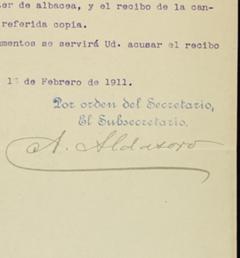 ter de albacea, y el recibo de la can-
referida copia.
umentos se servirá Ud. acusar el recibo
de Febrero de 1911.
Por orden del Secretario,
El Subsecretario.
A. Aldasoro